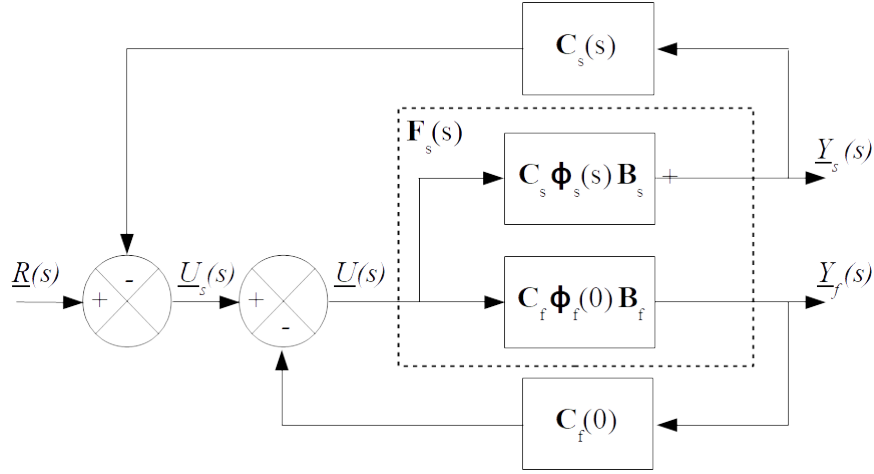 C_s(s)
F_s(s)
C_s ϕ_s(s) B_s +
Y_s(s)
R(s) + - U_s(s) + - U(s)
C_f ϕ_f(0) B_f
Y_f(s)
C_f(0)